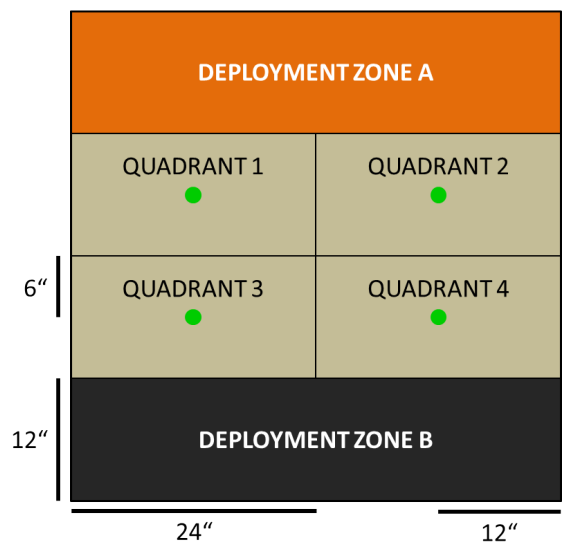 DEPLOYMENT ZONE A
QUADRANT 1
QUADRANT 2
6“
QUADRANT 3
QUADRANT 4
12“
DEPLOYMENT ZONE B
24“
12“